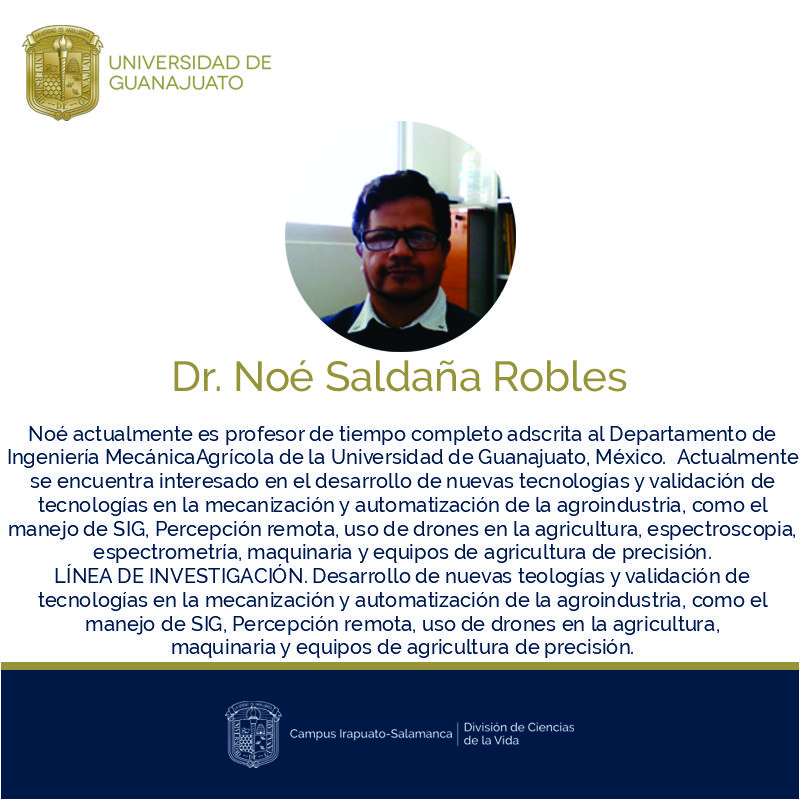 UNIVERSIDAD DE
GUANAJUATO
Dr. Noé Saldaña Robles
Noé actualmente es profesor de tiempo completo adscrita al Departamento de
Ingeniería MecánicaAgrícola de la Universidad de Guanajuato, México. Actualmente
se encuentra interesado en el desarrollo de nuevas tecnologías y validación de
tecnologías en la mecanización y automatización de la agroindustria, como el
manejo de SIG, Percepción remota, uso de drones en la agricultura, espectroscopia,
espectrometría, maquinaria y equipos de agricultura de precisión.
LÍNEA DE INVESTIGACIÓN. Desarrollo de nuevas teologías y validación de
tecnologías en la mecanización y automatización de la agroindustria, como el
manejo de SIG, Percepción remota, uso de drones en la agricultura,
maquinaria y equipos de agricultura de precisión.
Campus Irapuato-Salamanca
División de Ciencias
de la Vida